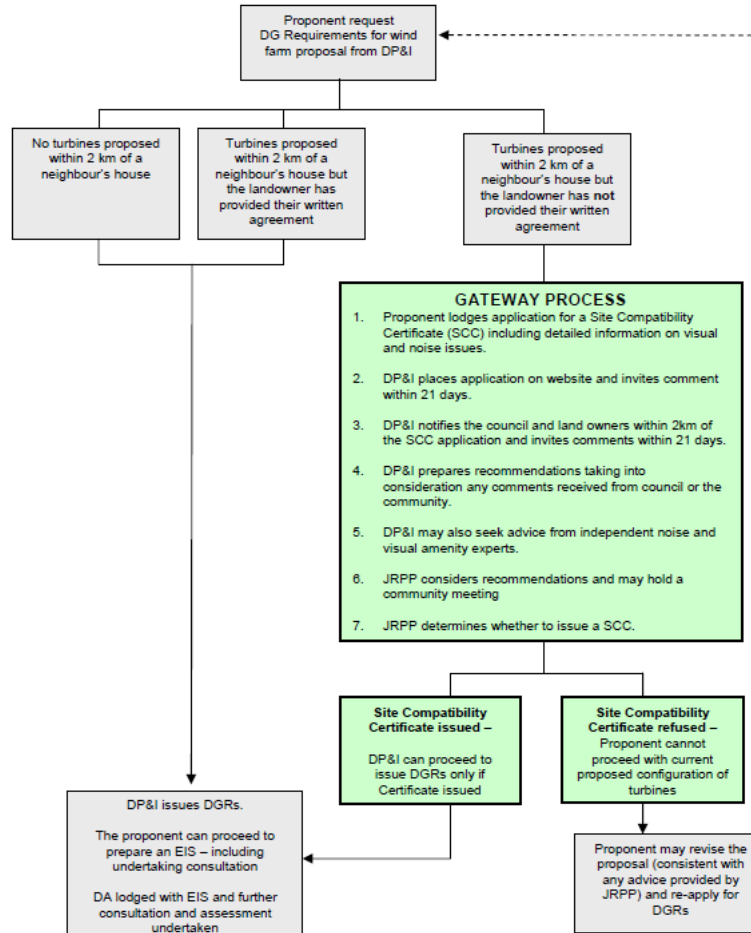 Proponent request
DG Requirements for wind
farm proposal from DP&I
No turbines proposed
within 2 km of a
neighbour's house
Turbines proposed
within 2 km of a
neighbour's house but
the landowner has
provided their written
agreement
Turbines proposed
within 2 km of a
neighbour's house but
the landowner has not
provided their written
agreement
GATEWAY PROCESS
1. Proponent lodges application for a Site Compatibility
Certificate (SCC) including detailed information on visual
and noise issues.
2. DP&I places application on website and invites comment
within 21 days.
3. DP&I notifies the council and land owners within 2km of
the SCC application and invites comments within 21 days.
4. DP&I prepares recommendations taking into
consideration any comments received from council or the
community.
5. DP&I may also seek advice from independent noise and
visual amenity experts.
6. JRPP considers recommendations and may hold a
community meeting
7. JRPP determines whether to issue a SCC.
Site Compatibility
Certificate issued –
DP&I can proceed to
issue DGRs only if
Certificate issued
Site Compatibility
Certificate refused –
Proponent cannot
proceed with current
proposed configuration of
turbines
DP&I issues DGRs.
The proponent can proceed to
prepare an EIS – including
undertaking consultation
DA lodged with EIS and further
consultation and assessment
undertaken
Proponent may revise the
proposal (consistent with
any advice provided by
JRPP) and re-apply for
DGRs